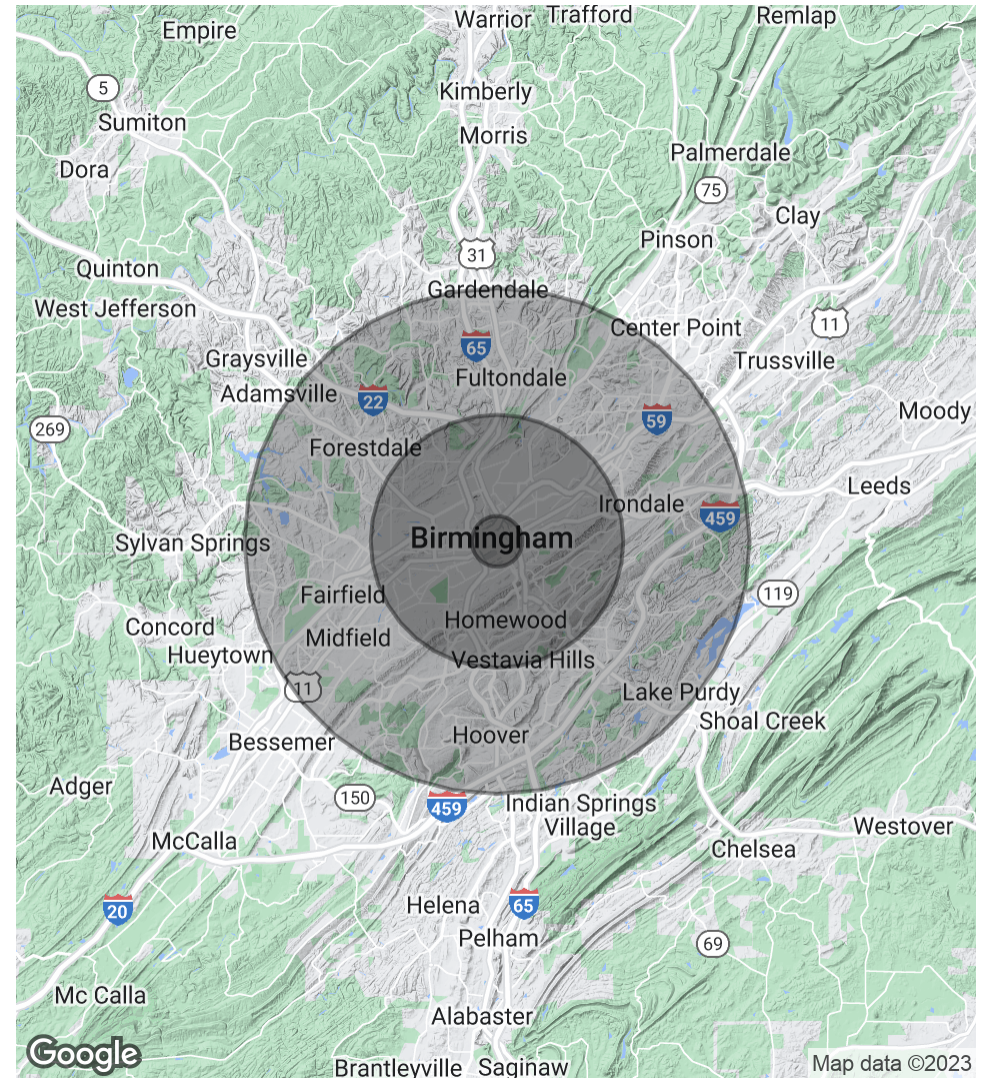 Warrior
Trafford
Remlap
Empire
5
Kimberly
Sumiton
Morris
Dora
Palmerdale
75
Clay
Pinson
31
Quinton
Gardendale
West Jefferson
Center Point
11
65
Graysville
Trussville
Fultondale
Adamsville
22
59
Moody
269
Forestdale
Leeds
Irondale
459
Birmingham
Sylvan Springs
119
Fairfield
Homewood
Concord
Midfield
Hueytown
Vestavia Hills
11
Lake Purdy
Shoal Creek
Hoover
Bessemer
Adger
150
459
Indian Springs
Village
Westover
McCalla
Chelsea
20
Helena
65
Pelham
69
Mc Calla
Alabaster
Google
Brantleyville
Saginaw
Map data ©2023